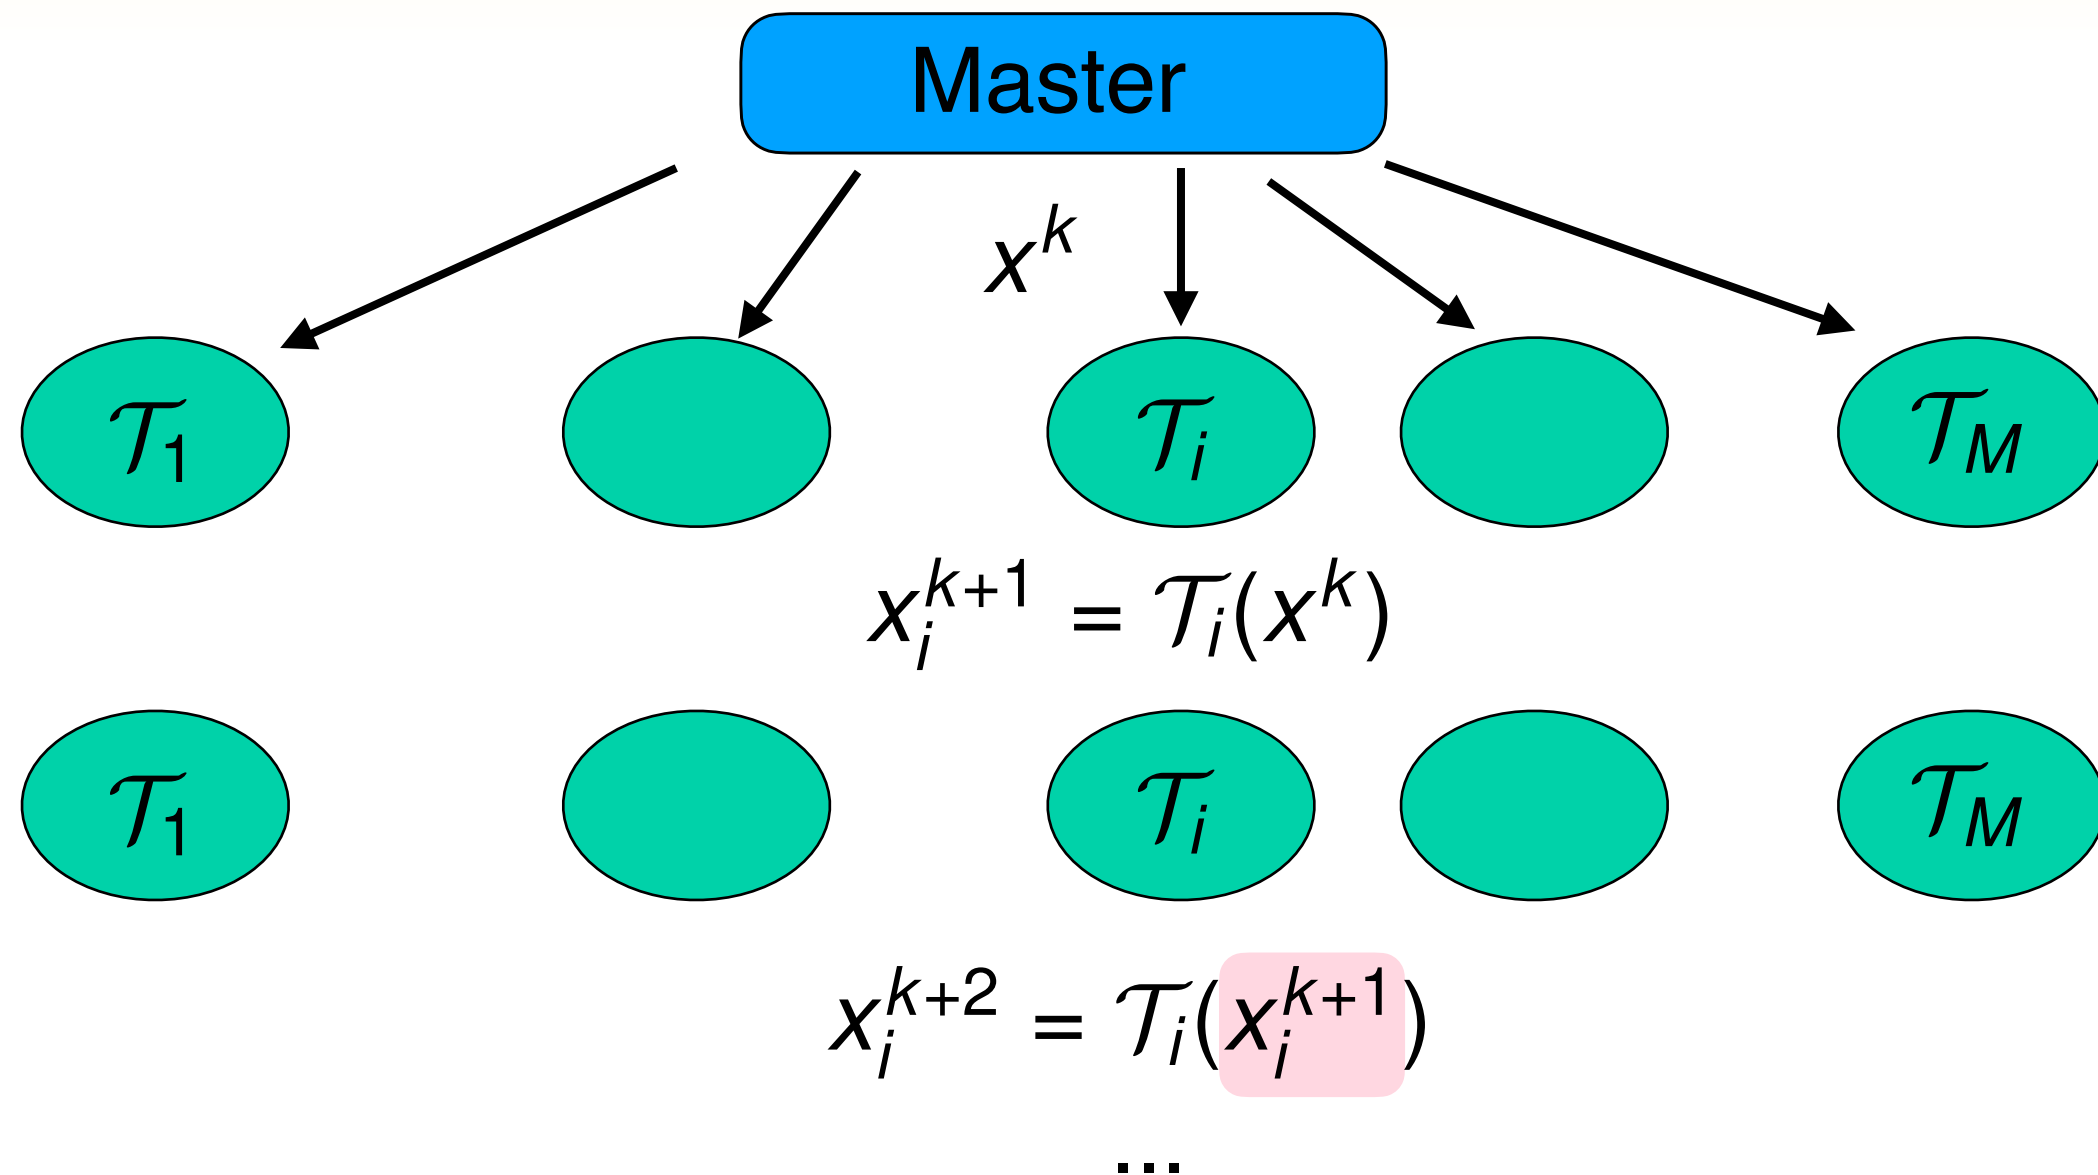 Master
x^k
𝒯_1 𝒯_i 𝒯_M
x_i^{k+1} = 𝒯_i(x^k)
𝒯_1 𝒯_i 𝒯_M
x_i^{k+2} = 𝒯_i(x_i^{k+1})
...